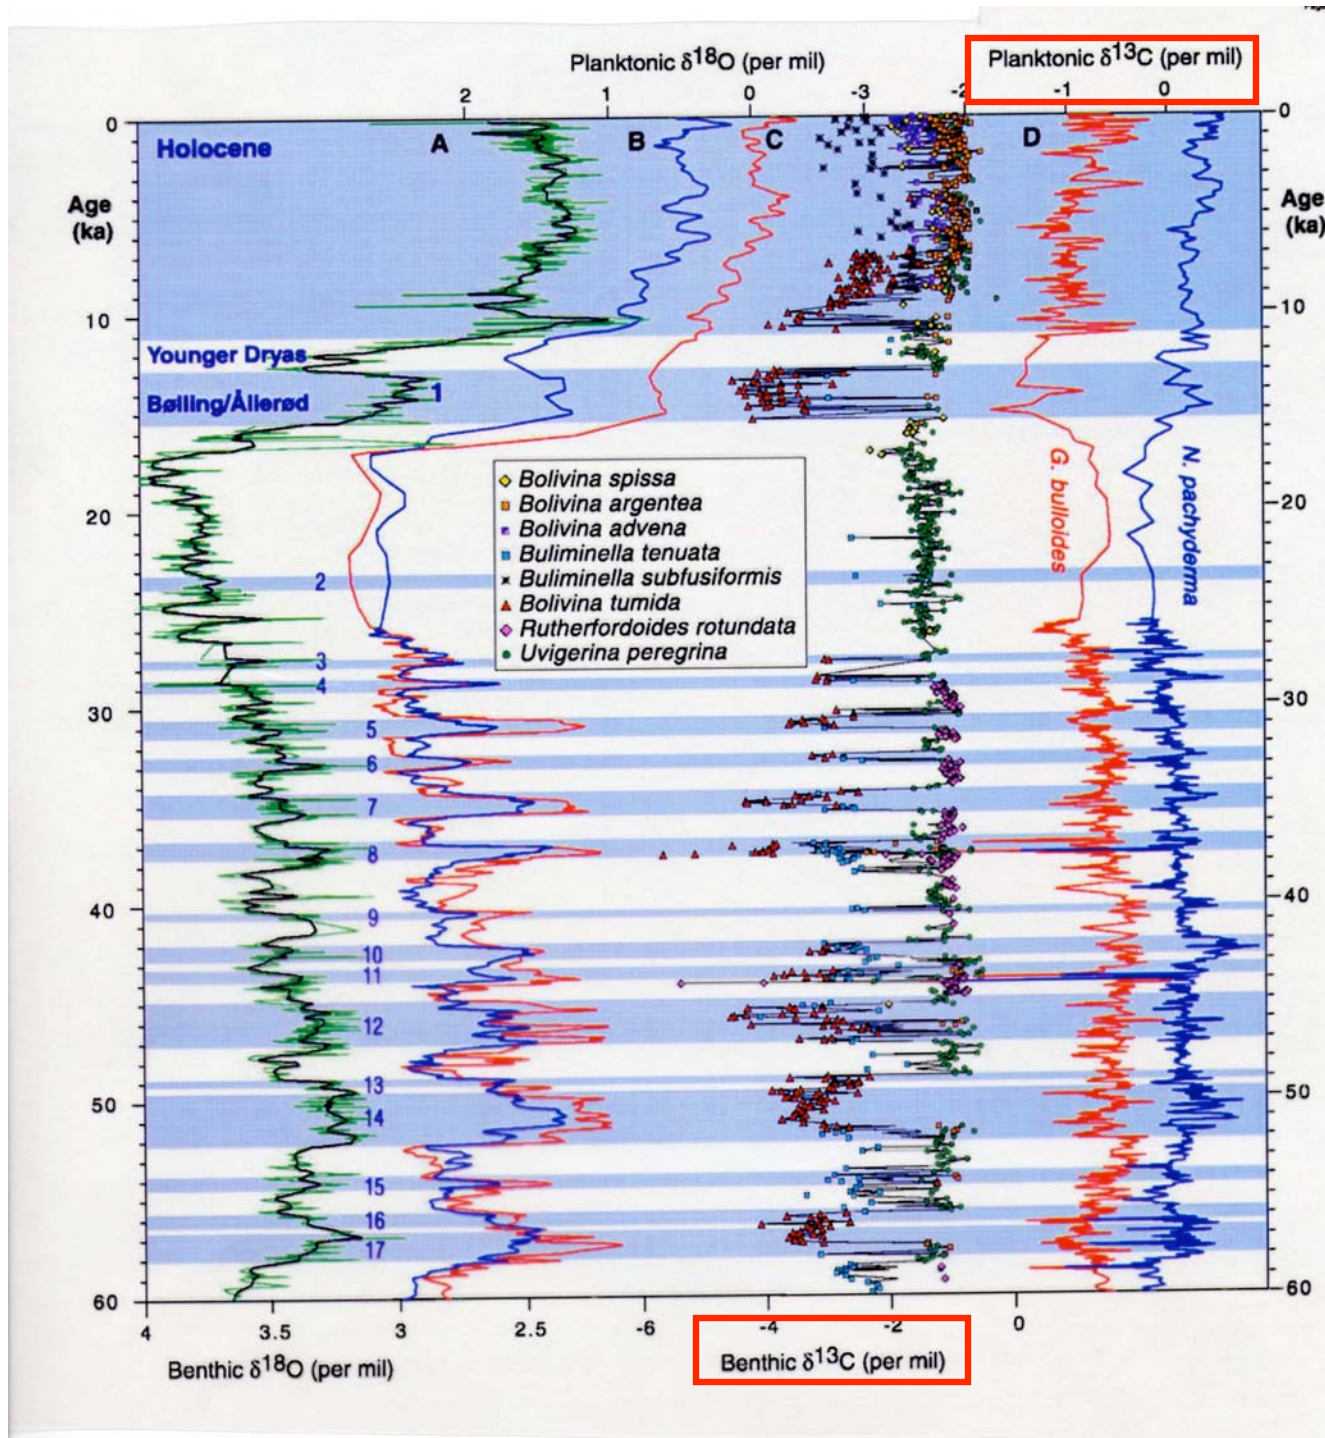 Planktonic δ18O (per mil)
Planktonic δ13C (per mil)
2
1
0
-3
-2
-1
0
0
0
A
B
C
D
Holocene
Age
(ka)
Age
(ka)
10
10
Younger Dryas
Bølling/Ållerød
1
Bolivina spissa
Bolivina argentea
Bolivina advena
Buliminella tenuata
Buliminella subfusiformis
Bolivina tumida
Rutherfordoides rotundata
Uvigerina peregrina
G. bulloides
N. pachyderma
20
20
2
3
4
30
30
5
6
7
8
40
40
9
10
11
12
13
50
50
14
15
16
17
60
60
4
3.5
3
2.5
-6
-4
-2
0
Benthic δ18O (per mil)
Benthic δ13C (per mil)